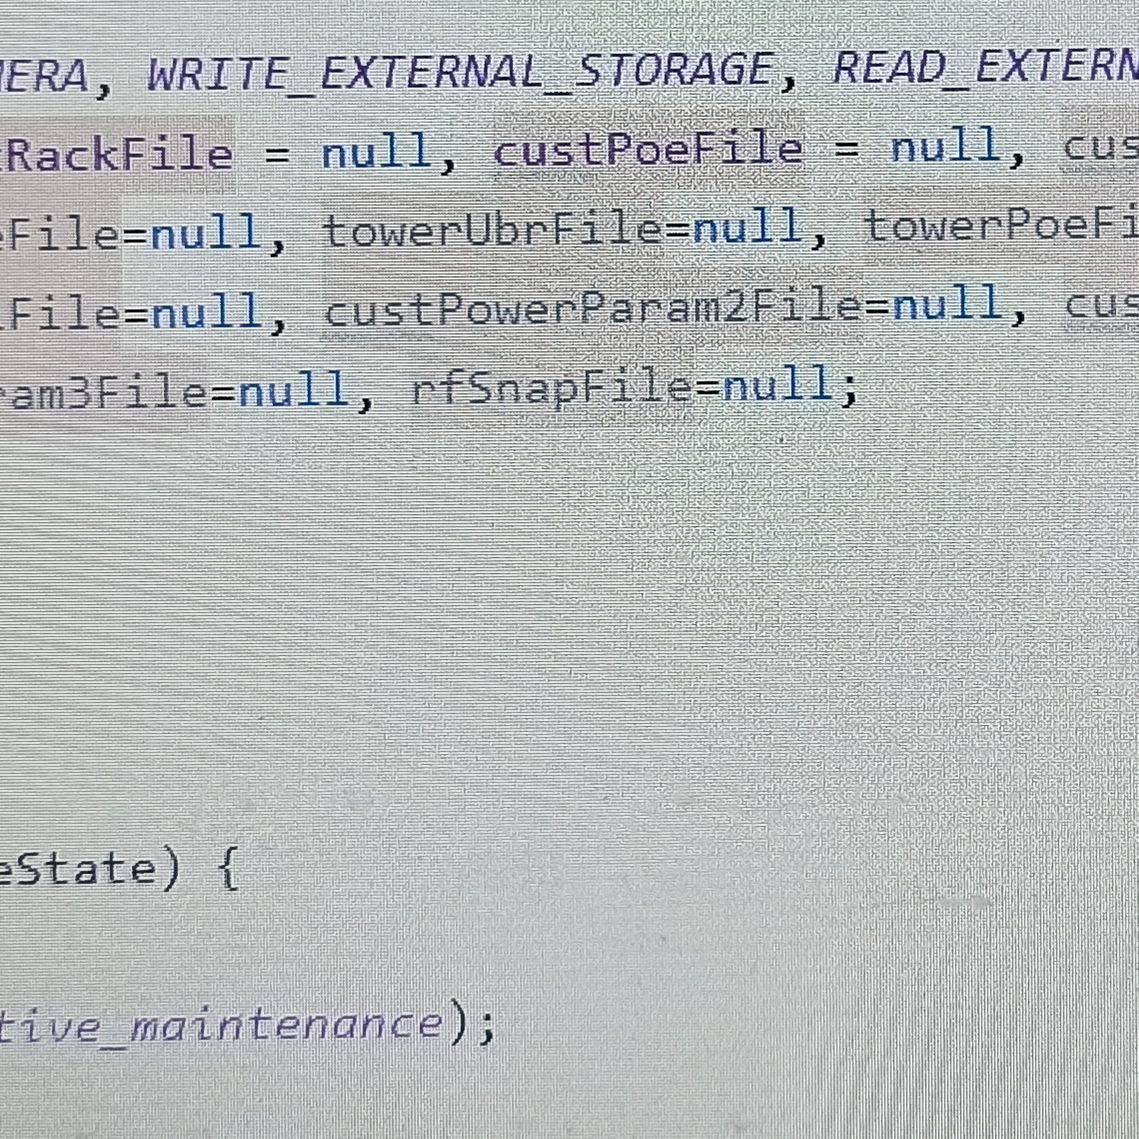 ERA, WRITE_EXTERNAL_STORAGE, READ_EXTERN
RackFile = null, custPoeFile = null, cus
File=null, towerUbrFile=null, towerPoeFi
File=null, custPowerParam2File=null, cus
am3File=null, rfSnapFile=null;
eState) {
tive_maintenance);